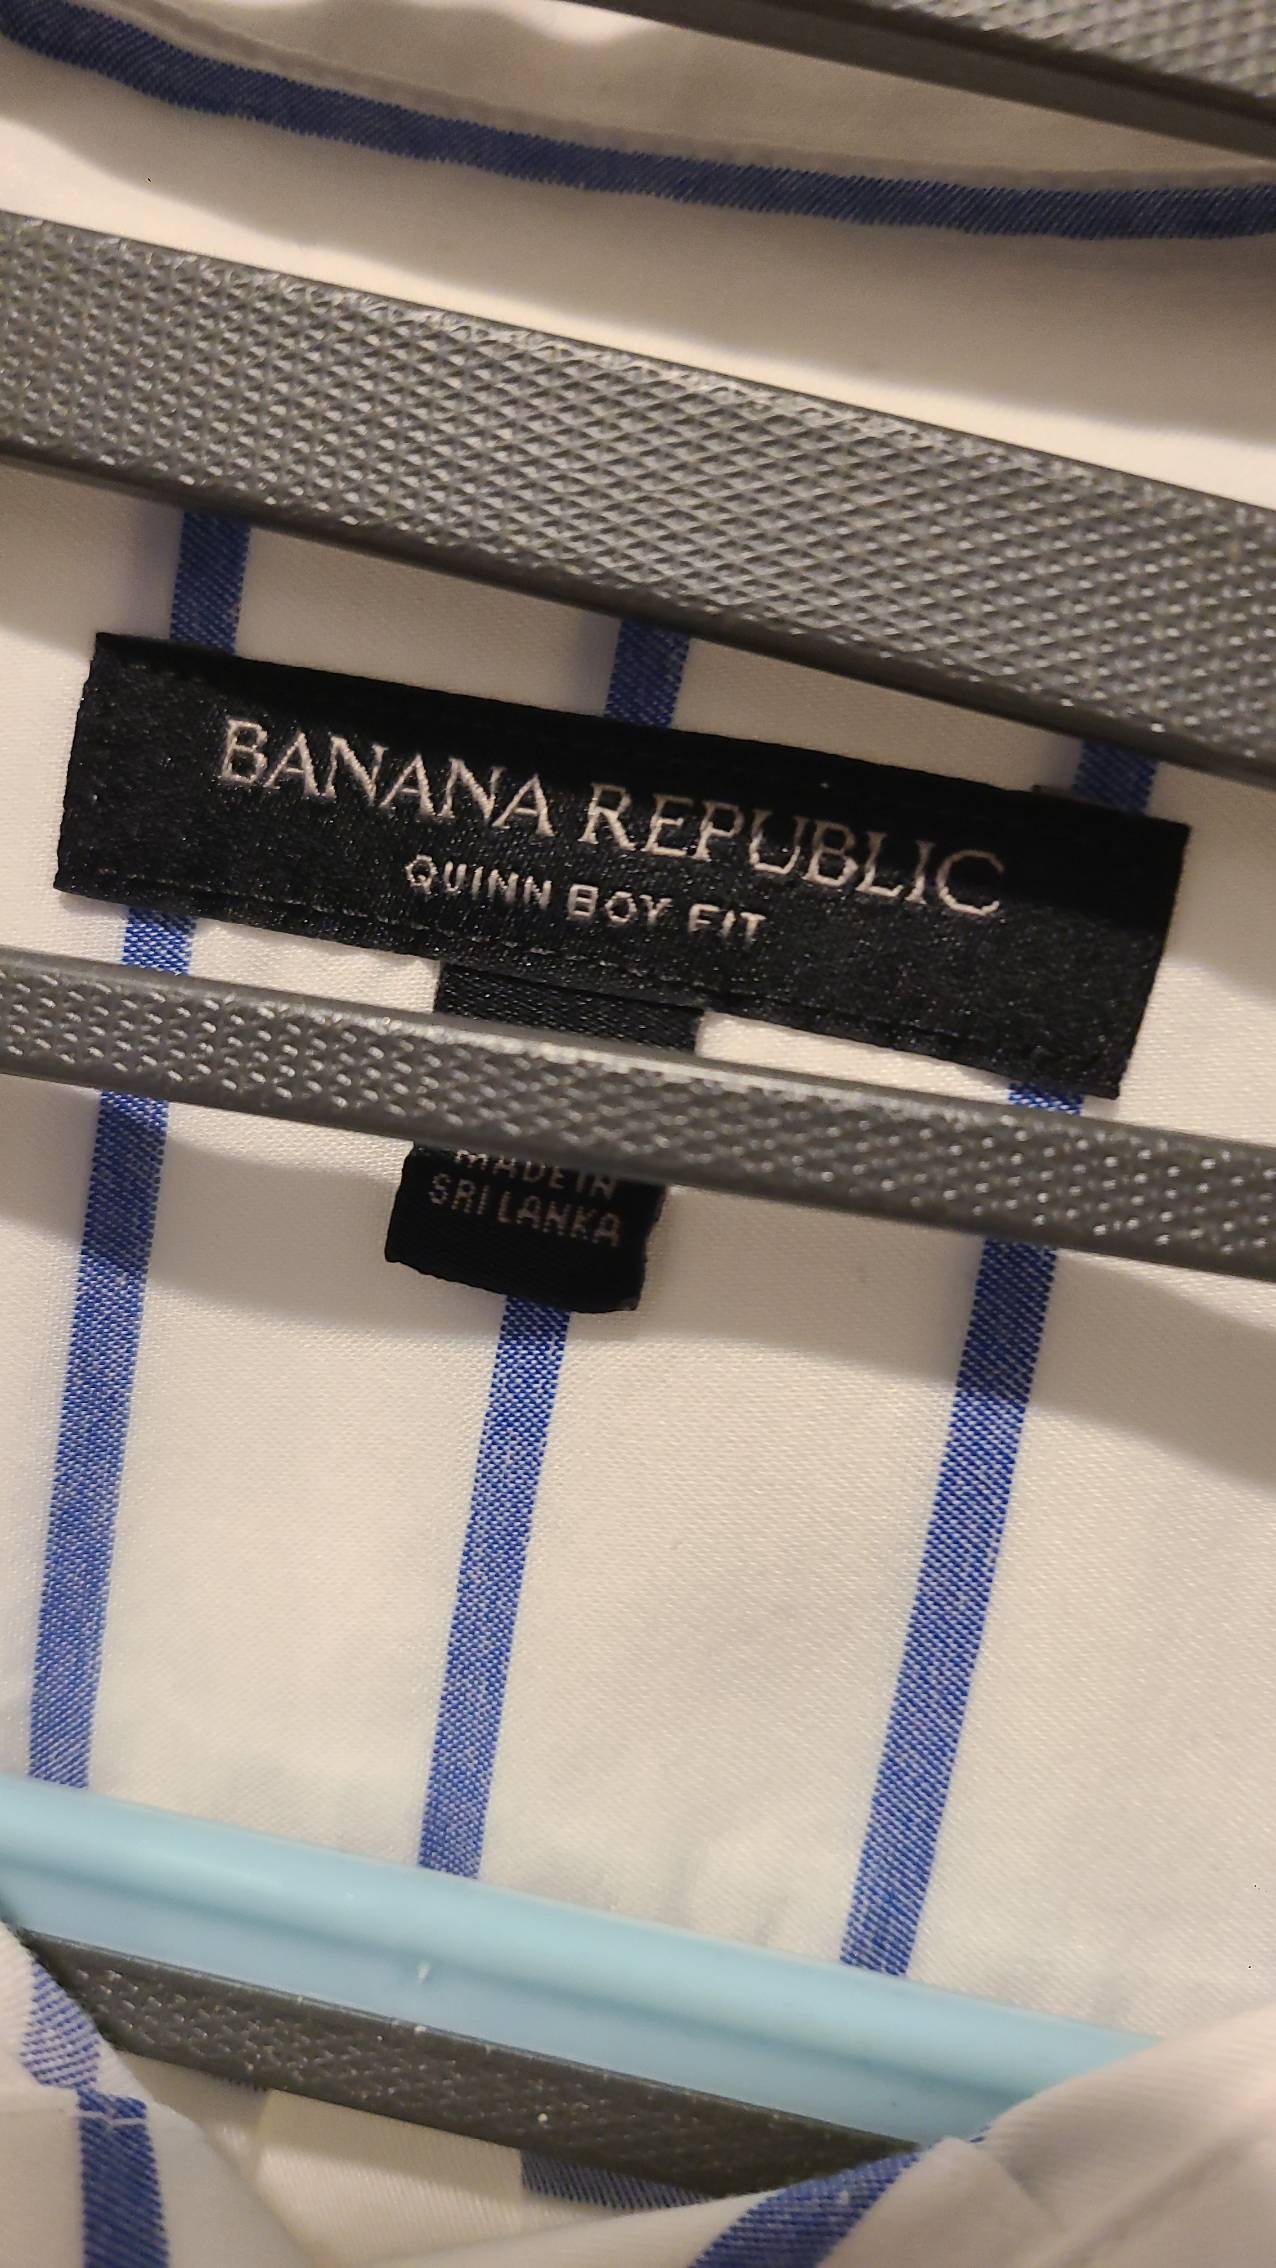 BANANA REPUBLIC
QUINN BOY FIT
MADE IN
SRI LANKA